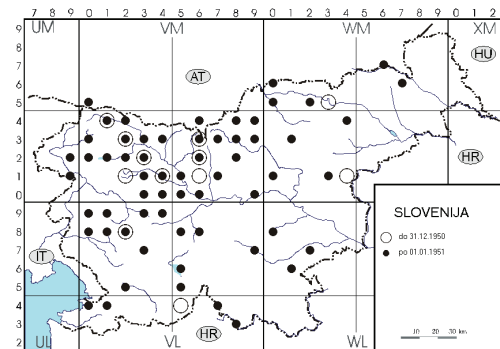 7 8 9 0 1 2 3 4 5 6 7 8 9 0 1 2 3 4 5 6 7 8 9 0 1 2
9 UM VM WM XM
8
HU
7 AT
6
5
4
3
HR
2
1
0
9 SLOVENIJA
8 do 31.12.1950
7 IT po 01.01.1951
6
5
4
3 HR 10 20 30 km
2 UL VL WL